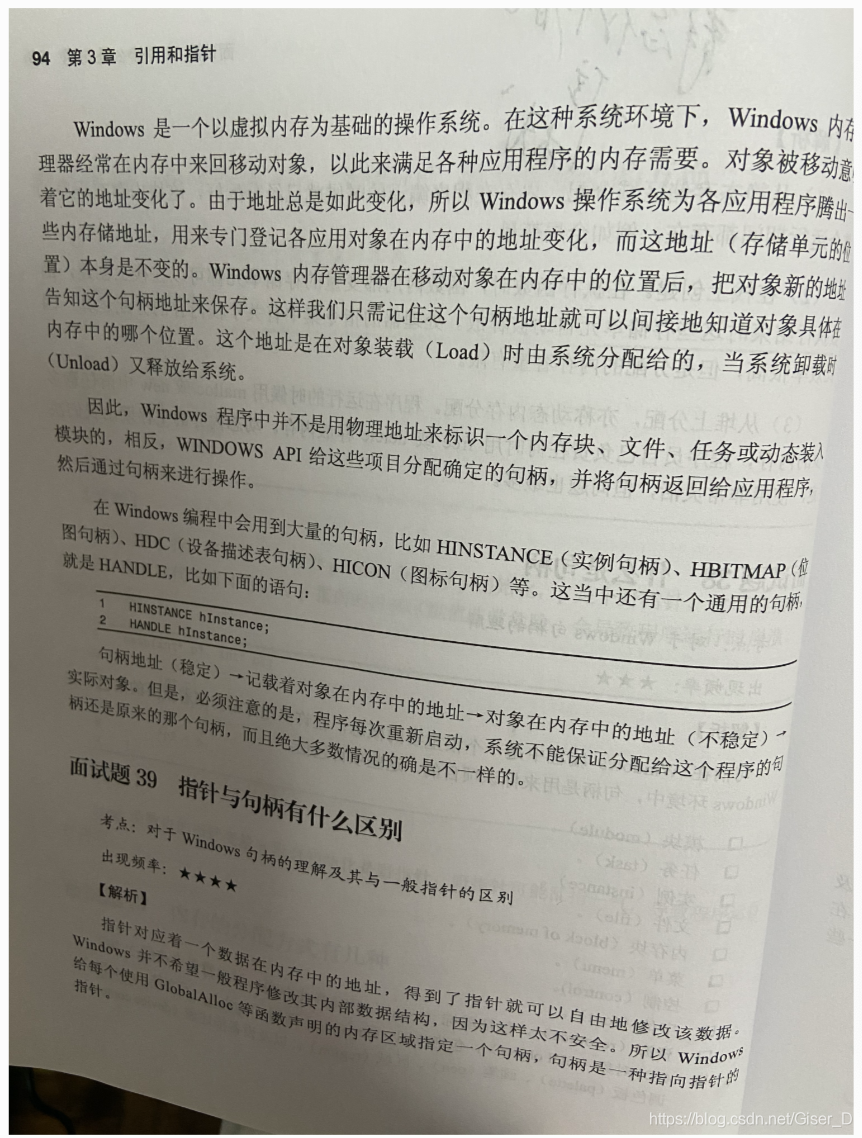 94 第3章 引用和指针
Windows 是一个以虚拟内存为基础的操作系统。在这种系统环境下，Windows 内存
理器经常在内存中来回移动对象，以此来满足各种应用程序的内存需要。对象被移动意
着它的地址变化了。由于地址总是如此变化，所以 Windows 操作系统为各应用程序腾出一
些内存储地址，用来专门登记各应用对象在内存中的地址变化，而这地址（存储单元的位
置）本身是不变的。Windows 内存管理器在移动对象在内存中的位置后，把对象新的地址
告知这个句柄地址来保存。这样我们只需记住这个句柄地址就可以间接地知道对象具体在
内存中的哪个位置。这个地址是在对象装载（Load）时由系统分配给的，当系统卸载时
（Unload）又释放给系统。
因此，Windows 程序中并不是用物理地址来标识一个内存块、文件、任务或动态装入
模块的，相反，WINDOWS API 给这些项目分配确定的句柄，并将句柄返回给应用程序，
然后通过句柄来进行操作。
在 Windows 编程中会用到大量的句柄，比如 HINSTANCE（实例句柄）、HBITMAP（位
图句柄）、HDC（设备描述表句柄）、HICON（图标句柄）等。这当中还有一个通用的句柄，
就是 HANDLE，比如下面的语句：
1 HINSTANCE hInstance;
2 HANDLE hInstance;
句柄地址（稳定）→记载着对象在内存中的地址→对象在内存中的地址（不稳定）→
实际对象。但是，必须注意的是，程序每次重新启动，系统不能保证分配给这个程序的句
柄还是原来的那个句柄，而且绝大多数情况的确是不一样的。
面试题 39 指针与句柄有什么区别
考点：对于 Windows 句柄的理解及其与一般指针的区别
出现频率：★★★★
【解析】
指针对应着一个数据在内存中的地址，得到了指针就可以自由地修改该数据。
Windows 并不希望一般程序修改其内部数据结构，因为这样太不安全。所以 Windows
给每个使用 GlobalAlloc 等函数声明的内存区域指定一个句柄，句柄是一种指向指针的
指针。
https://blog.csdn.net/Giser_D